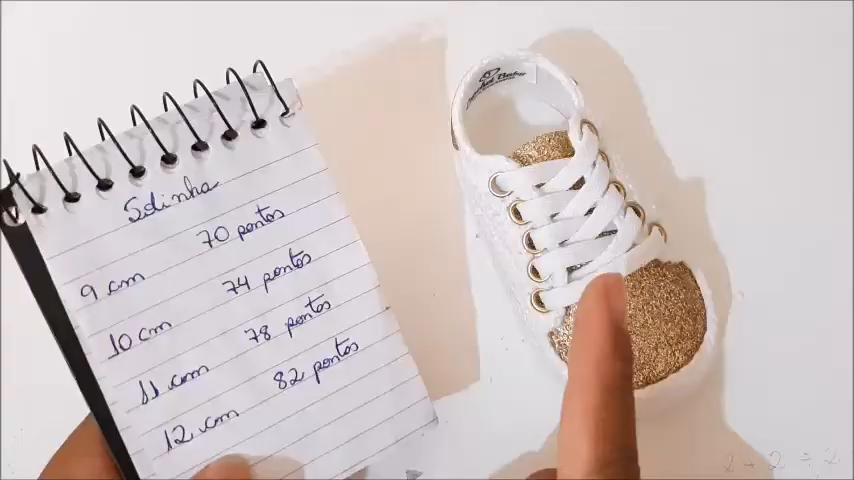 Solinha
9 cm 70 pontos
10 cm 74 pontos
11 cm 78 pontos
12 cm 82 pontos